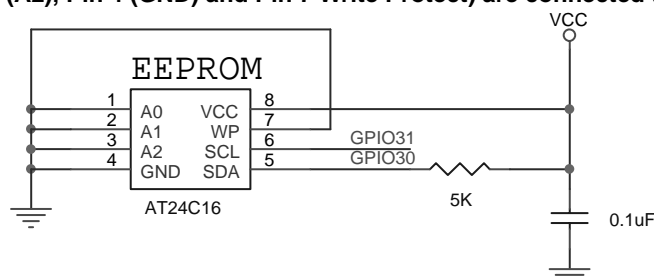 (A2), Pin 4 (GND) and Pin 7 Write Protect) are connected
VCC
EEPROM
1 A0 VCC 8
2 A1 WP 7
3 A2 SCL 6 GPIO31
4 GND SDA 5 GPIO30
5K
AT24C16
0.1uF